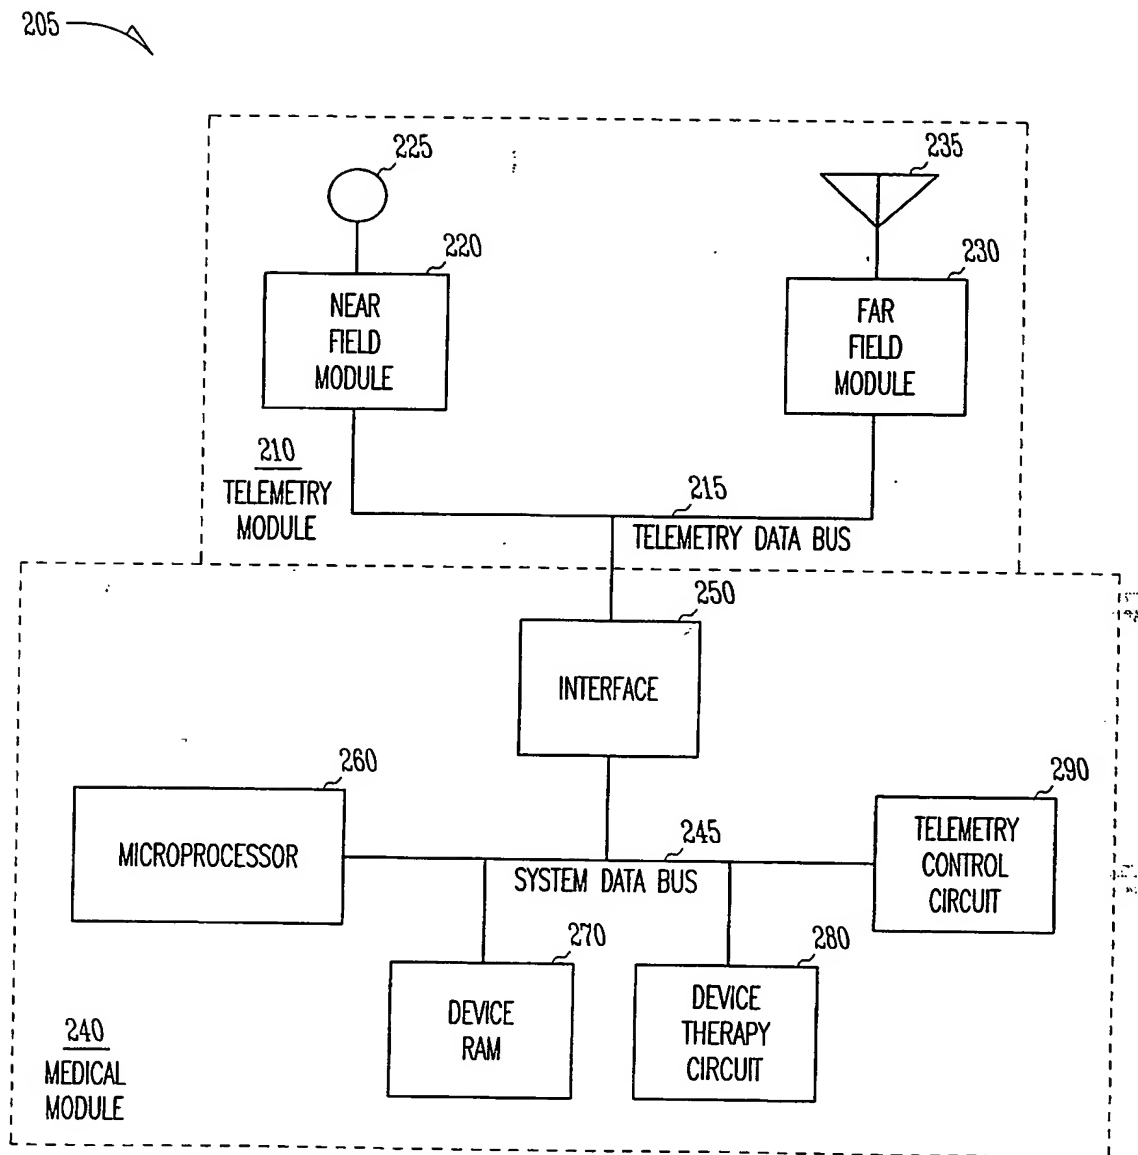 205
225
235
220
230
NEAR
FIELD
MODULE
FAR
FIELD
MODULE
210
TELEMETRY
MODULE
215
TELEMETRY DATA BUS
250
INTERFACE
260
MICROPROCESSOR
290
TELEMETRY
CONTROL
CIRCUIT
245
SYSTEM DATA BUS
270
DEVICE
RAM
280
DEVICE
THERAPY
CIRCUIT
240
MEDICAL
MODULE